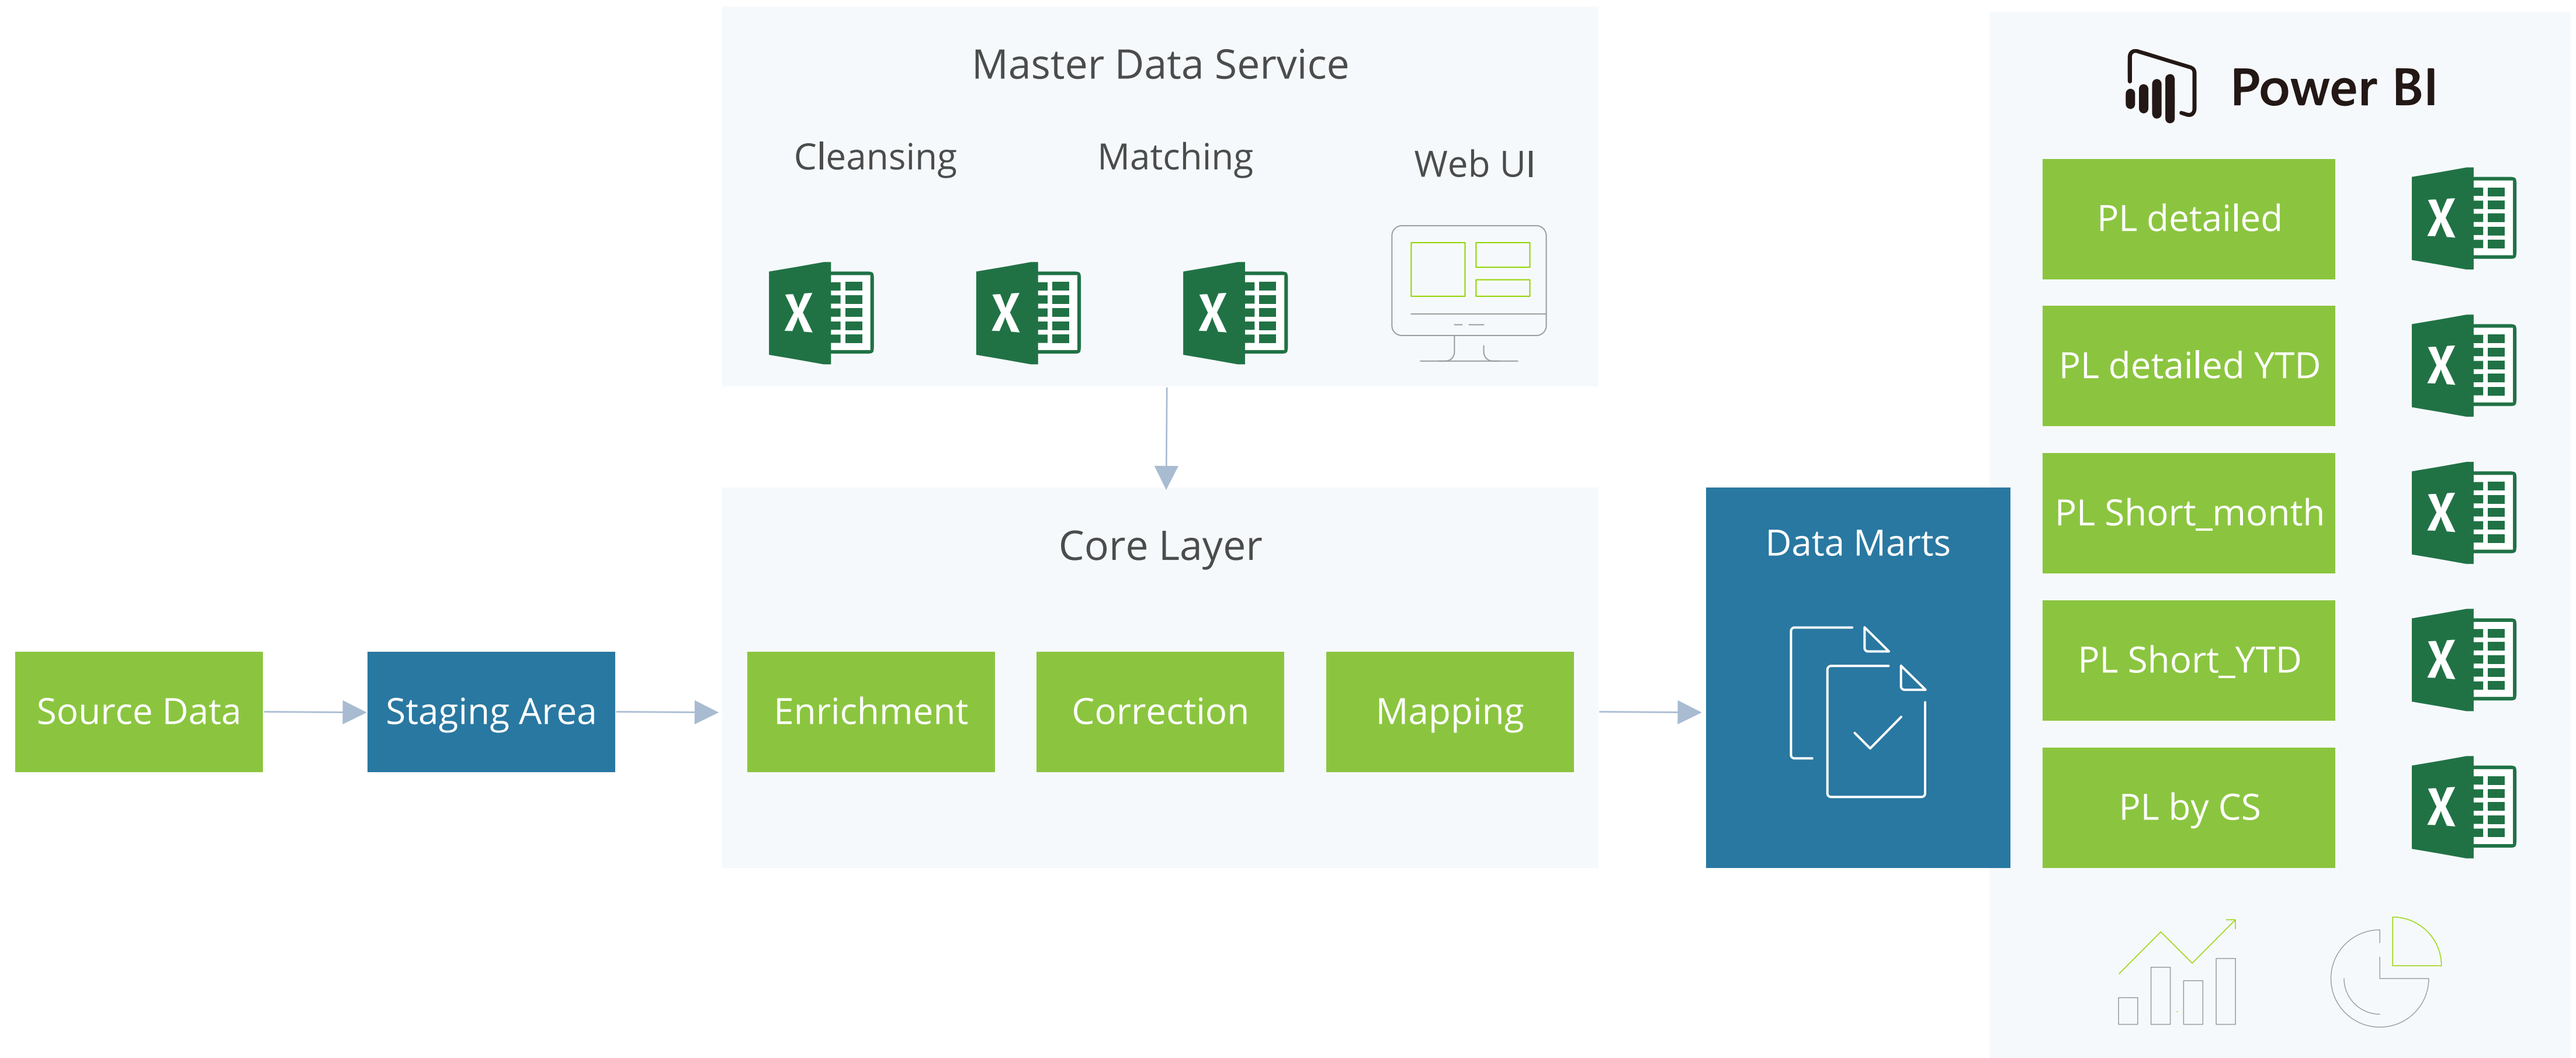 Master Data Service
Cleansing
Matching
Web UI
X
X
X
Core Layer
Source Data
Staging Area
Enrichment
Correction
Mapping
Data Marts
Power BI
PL detailed
X
PL detailed YTD
X
PL Short_month
X
PL Short_YTD
X
PL by CS
X